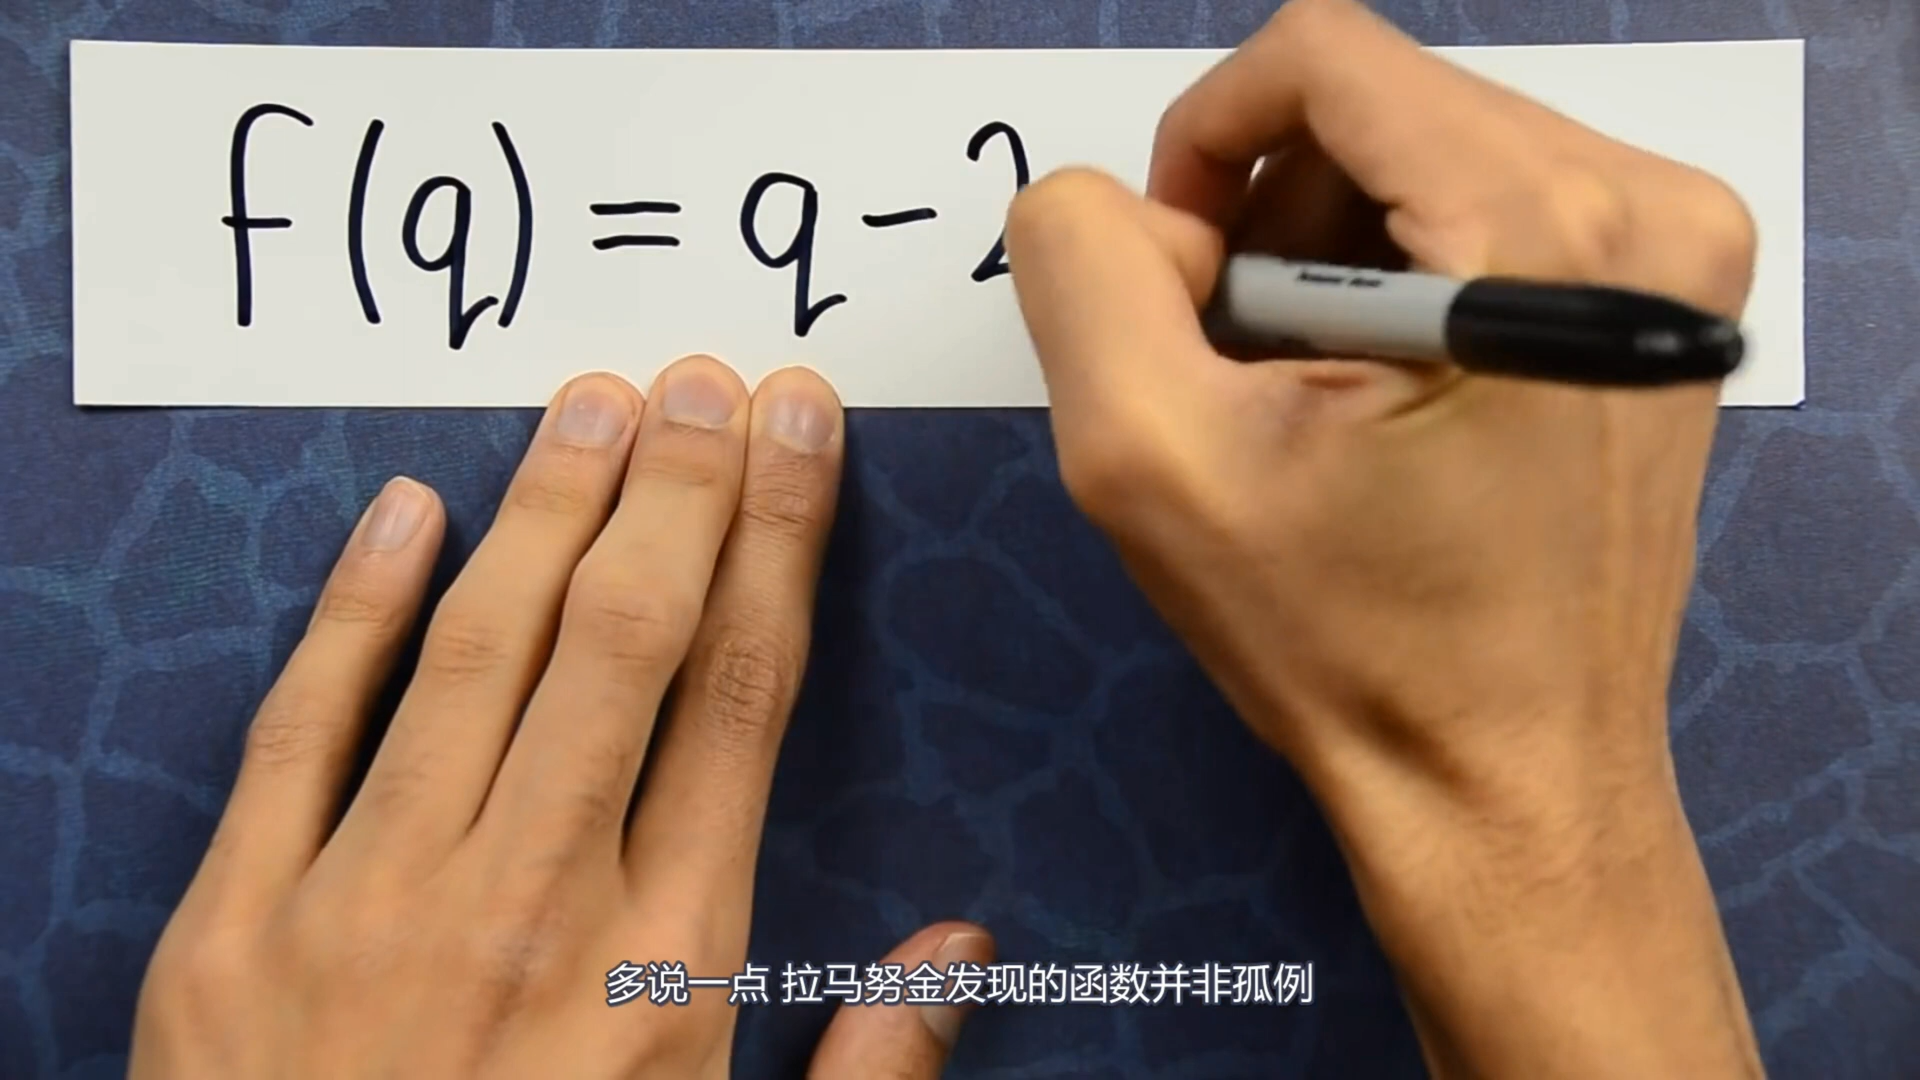 f(q) = q - 2
多说一点 拉马努金发现的函数并非孤例